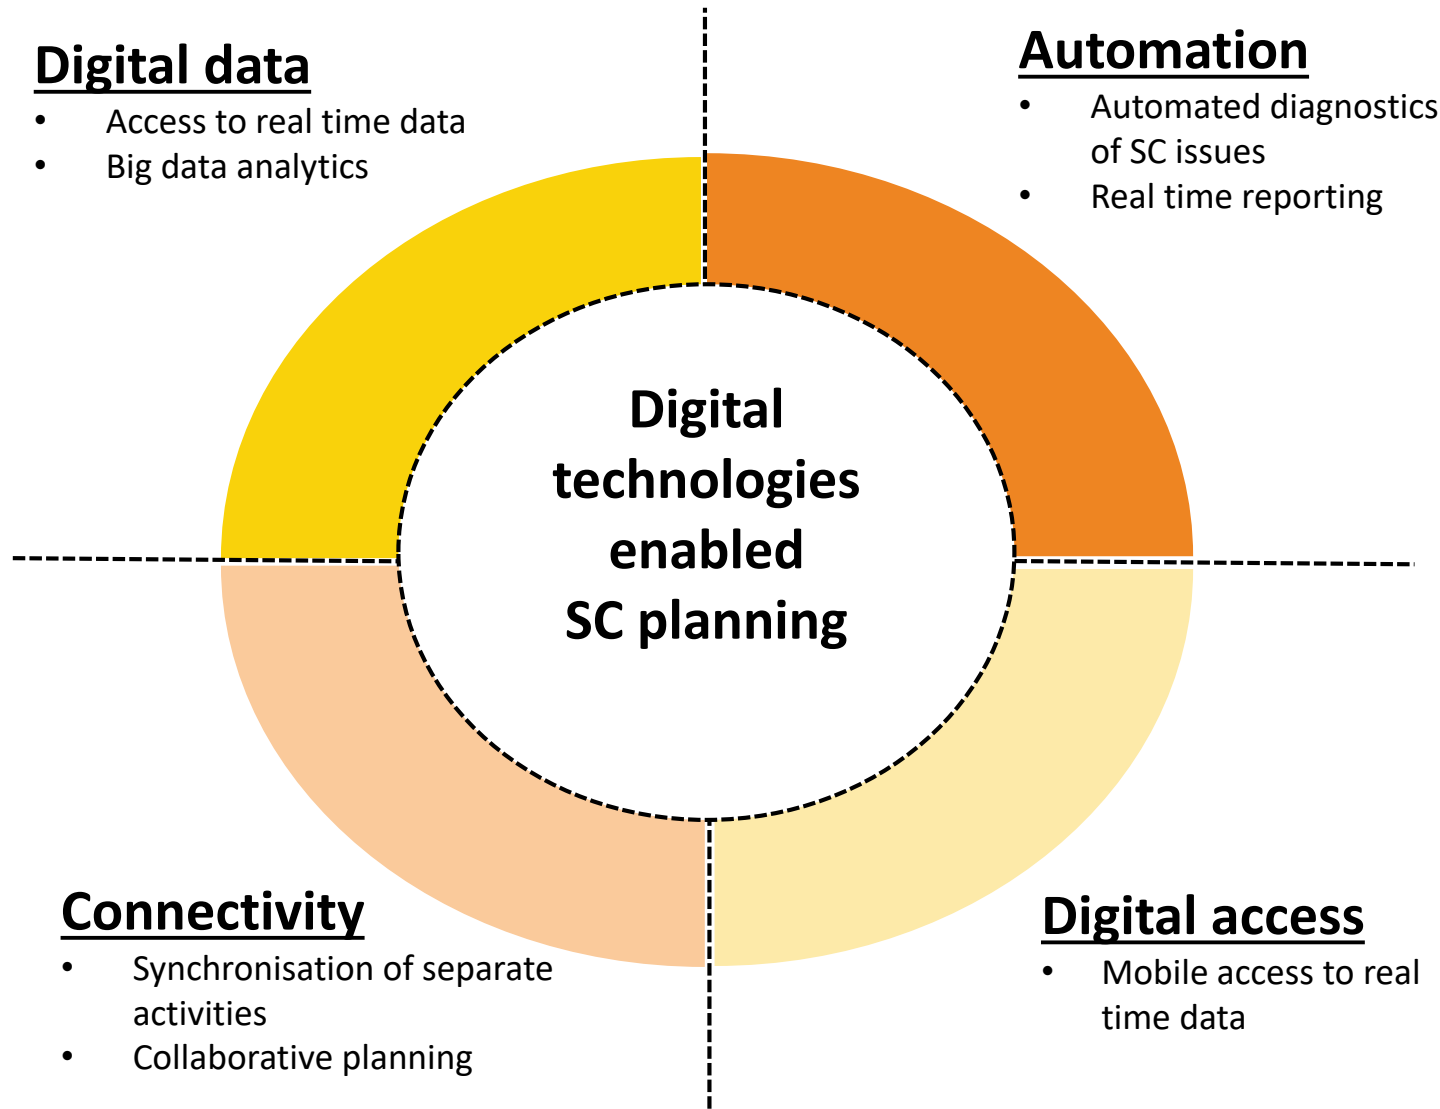 Digital data
• Access to real time data
• Big data analytics
Automation
• Automated diagnostics
of SC issues
• Real time reporting
Digital
technologies
enabled
SC planning
Connectivity
• Synchronisation of separate
activities
• Collaborative planning
Digital access
• Mobile access to real
time data